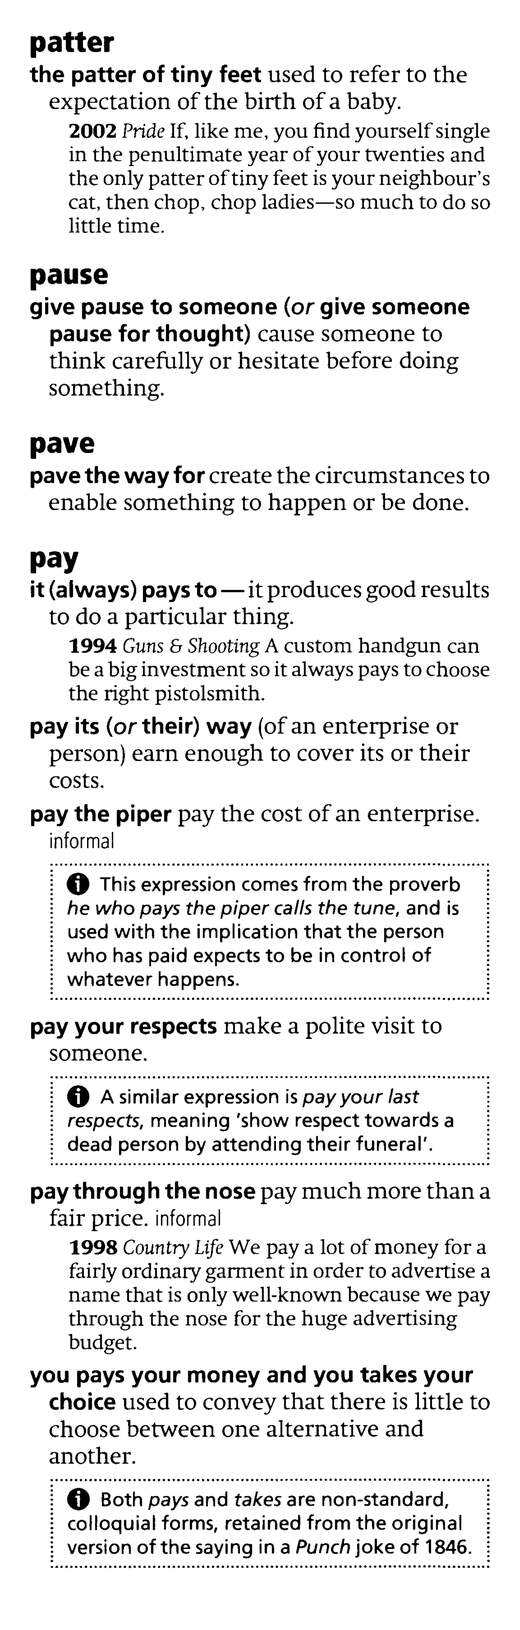 patter
the patter of tiny feet used to refer to the
expectation of the birth of a baby.
2002 Pride If, like me, you find yourself single
in the penultimate year of your twenties and
the only patter of tiny feet is your neighbour's
cat, then chop, chop ladies—so much to do so
little time.
pause
give pause to someone (or give someone
pause for thought) cause someone to
think carefully or hesitate before doing
something.
pave
pave the way for create the circumstances to
enable something to happen or be done.
pay
it (always) pays to — it produces good results
to do a particular thing.
1994 Guns & Shooting A custom handgun can
be a big investment so it always pays to choose
the right pistolsmith.
pay its (or their) way (of an enterprise or
person) earn enough to cover its or their
costs.
pay the piper pay the cost of an enterprise.
informal
This expression comes from the proverb
he who pays the piper calls the tune, and is
used with the implication that the person
who has paid expects to be in control of
whatever happens.
pay your respects make a polite visit to
someone.
A similar expression is pay your last
respects, meaning 'show respect towards a
dead person by attending their funeral'.
pay through the nose pay much more than a
fair price. informal
1998 Country Life We pay a lot of money for a
fairly ordinary garment in order to advertise a
name that is only well-known because we pay
through the nose for the huge advertising
budget.
you pays your money and you takes your
choice used to convey that there is little to
choose between one alternative and
another.
Both pays and takes are non-standard,
colloquial forms, retained from the original
version of the saying in a Punch joke of 1846.